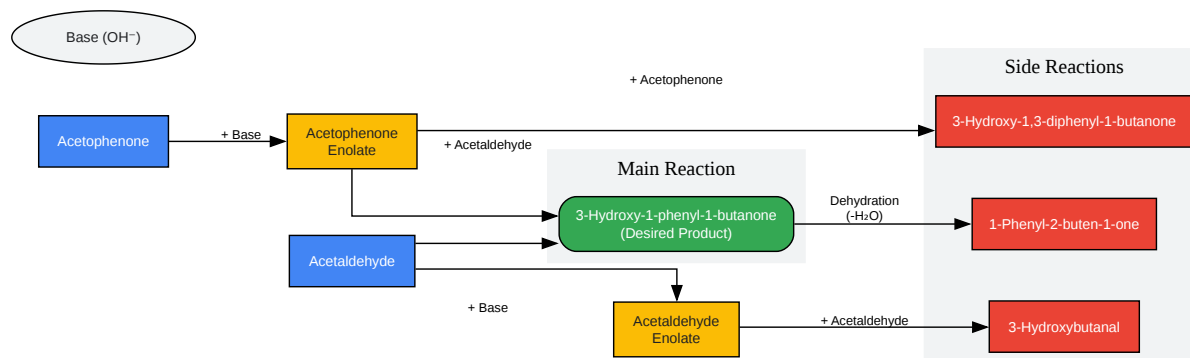 Base (OH⁻)
Side Reactions
+ Acetophenone
Acetophenone
+ Base
Acetophenone
Enolate
+ Acetaldehyde
3-Hydroxy-1,3-diphenyl-1-butanone
Main Reaction
3-Hydroxy-1-phenyl-1-butanone
(Desired Product)
Dehydration
(-H₂O)
1-Phenyl-2-buten-1-one
Acetaldehyde
+ Base
Acetaldehyde
Enolate
+ Acetaldehyde
3-Hydroxybutanal